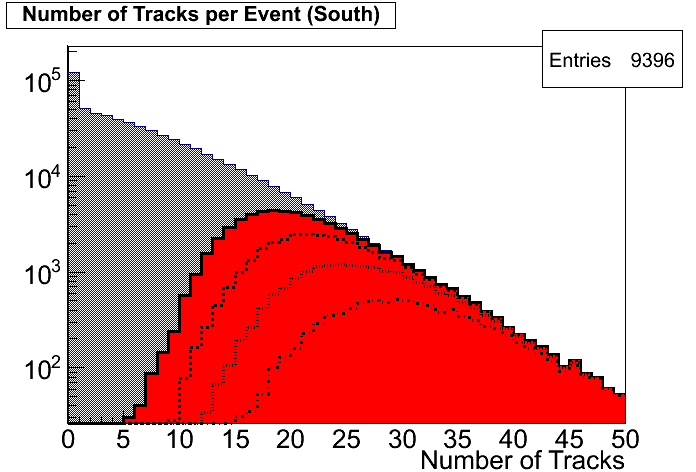 Number of Tracks per Event (South)
Entries 9396
10^5
10^4
10^3
10^2
0 5 10 15 20 25 30 35 40 45 50
Number of Tracks